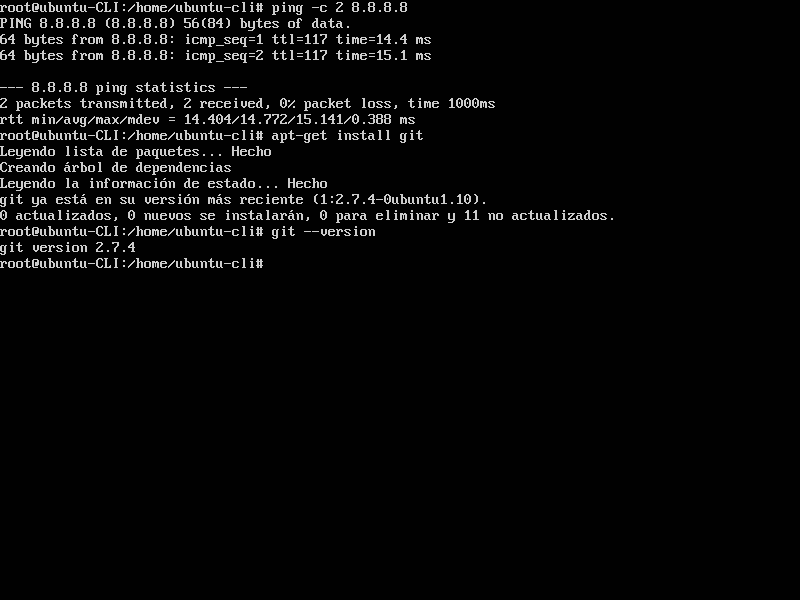 root@ubuntu-CLI:/home/ubuntu-cli# ping -c 2 8.8.8.8
PING 8.8.8.8 (8.8.8.8) 56(84) bytes of data.
64 bytes from 8.8.8.8: icmp_seq=1 ttl=117 time=14.4 ms
64 bytes from 8.8.8.8: icmp_seq=2 ttl=117 time=15.1 ms
--- 8.8.8.8 ping statistics ---
2 packets transmitted, 2 received, 0% packet loss, time 1000ms
rtt min/avg/max/mdev = 14.404/14.772/15.141/0.388 ms
root@ubuntu-CLI:/home/ubuntu-cli# apt-get install git
Leyendo lista de paquetes... Hecho
Creando árbol de dependencias
Leyendo la información de estado... Hecho
git ya está en su versión más reciente (1:2.7.4-0ubuntu1.10).
0 actualizados, 0 nuevos se instalarán, 0 para eliminar y 11 no actualizados.
root@ubuntu-CLI:/home/ubuntu-cli# git --version
git version 2.7.4
root@ubuntu-CLI:/home/ubuntu-cli#